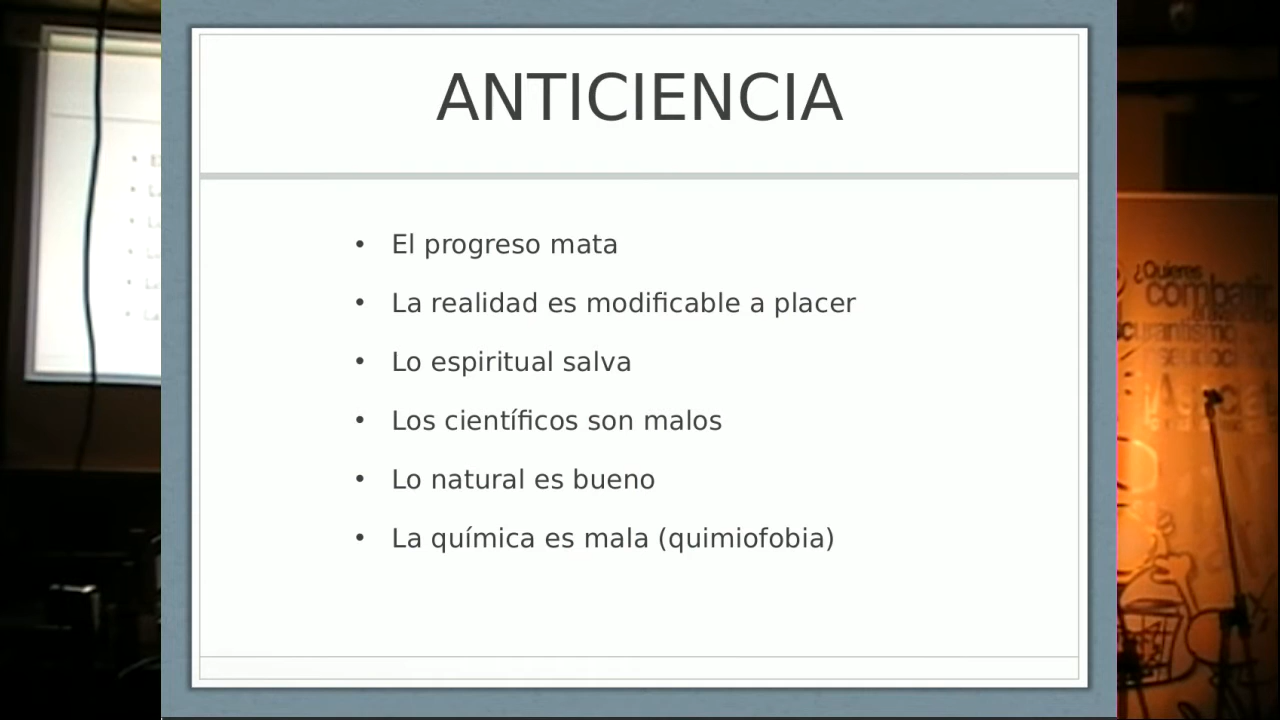 ANTICIENCIA
• El progreso mata
• La realidad es modificable a placer
• Lo espiritual salva
• Los científicos son malos
• Lo natural es bueno
• La química es mala (quimiofobia)
¿Quieres
combatir